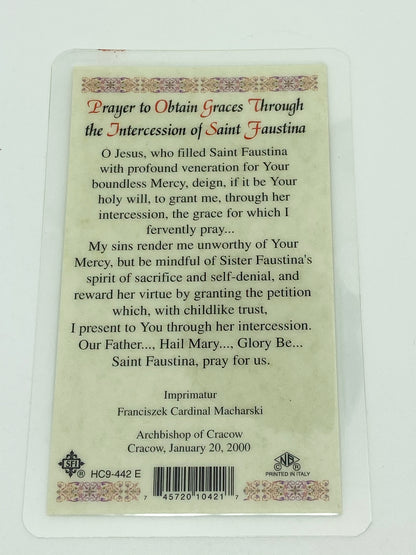 Prayer to Obtain Graces Through
the Intercession of Saint Faustina
O Jesus, who filled Saint Faustina
with profound veneration for Your
boundless Mercy, deign, if it be Your
holy will, to grant me, through her
intercession, the grace for which I
fervently pray...
My sins render me unworthy of Your
Mercy, but be mindful of Sister Faustina's
spirit of sacrifice and self-denial, and
reward her virtue by granting the petition
which, with childlike trust,
I present to You through her intercession.
Our Father..., Hail Mary..., Glory Be...
Saint Faustina, pray for us.
Imprimatur
Franciszek Cardinal Macharski
Archbishop of Cracow
Cracow, January 20, 2000
SFI ®
HC9-442 E
7 45720 10421 7
C NB R
PRINTED IN ITALY